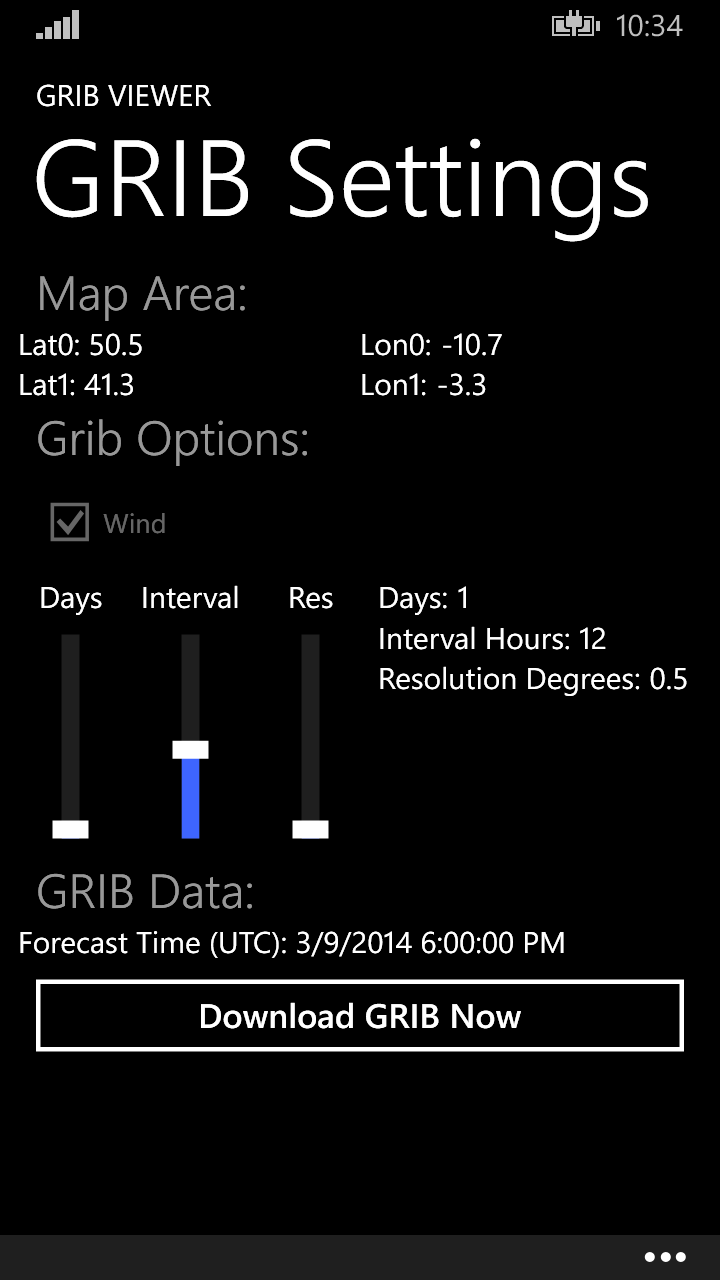 10:34
GRIB VIEWER
GRIB Settings
Map Area:
Lat0: 50.5 Lon0: -10.7
Lat1: 41.3 Lon1: -3.3
Grib Options:
Wind
Days Interval Res Days: 1
Interval Hours: 12
Resolution Degrees: 0.5
GRIB Data:
Forecast Time (UTC): 3/9/2014 6:00:00 PM
Download GRIB Now